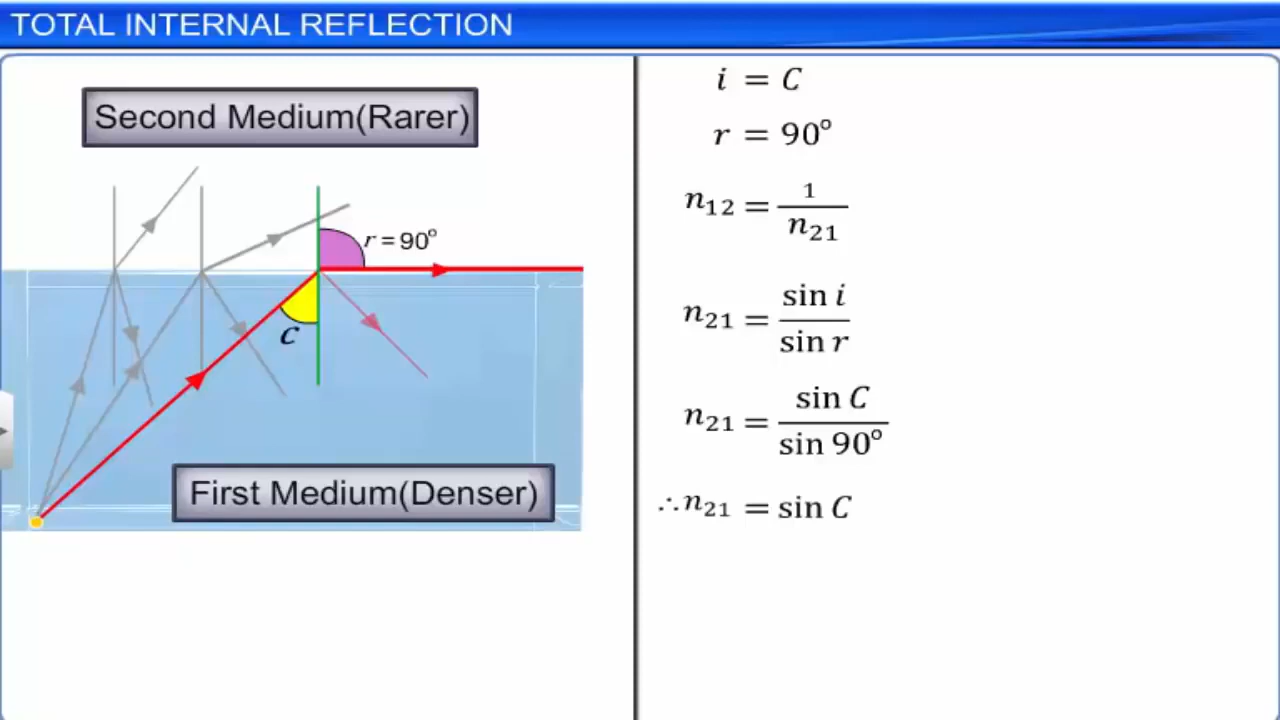 TOTAL INTERNAL REFLECTION
Second Medium(Rarer)
r = 90°
C
First Medium(Denser)
i = C
r = 90°
n₁₂ = 1/n₂₁
n₂₁ = sin i/sin r
n₂₁ = sin C/sin 90°
∴n₂₁ = sin C